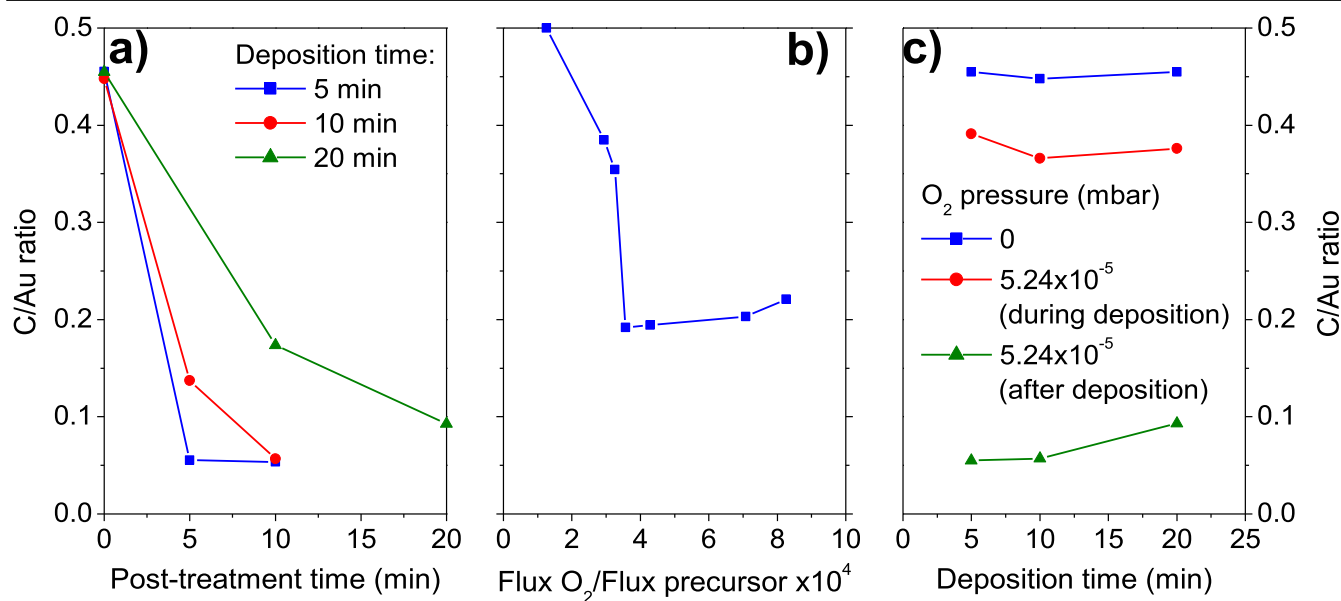 a)
Deposition time:
5 min
10 min
20 min
0.5
0.4
0.3
0.2
0.1
0.0
C/Au ratio
0 5 10 15 20
Post-treatment time (min)
b)
0 2 4 6 8 10
Flux O₂/Flux precursor x10⁴
c)
O₂ pressure (mbar)
0
5.24x10⁻⁵
(during deposition)
5.24x10⁻⁵
(after deposition)
0 5 10 15 20 25
Deposition time (min)
0.5
0.4
0.3
0.2
0.1
0.0
C/Au ratio